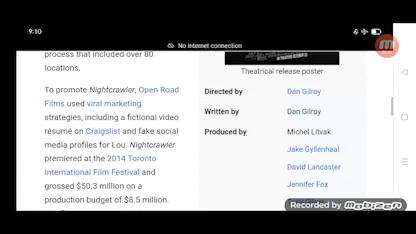 9:10
No internet connection
process that included over 80
locations.
To promote Nightcrawler, Open Road
Films used viral marketing
strategies, including a fictional video
résumé on Craigslist and fake social
media profiles for Lou. Nightcrawler
premiered at the 2014 Toronto
International Film Festival and
grossed $50.3 million on a
production budget of $8.5 million.
Theatrical release poster
Directed by Dan Gilroy
Written by Dan Gilroy
Produced by Michel Litvak
Jake Gyllenhaal
David Lancaster
Jennifer Fox
Recorded by Mobizen